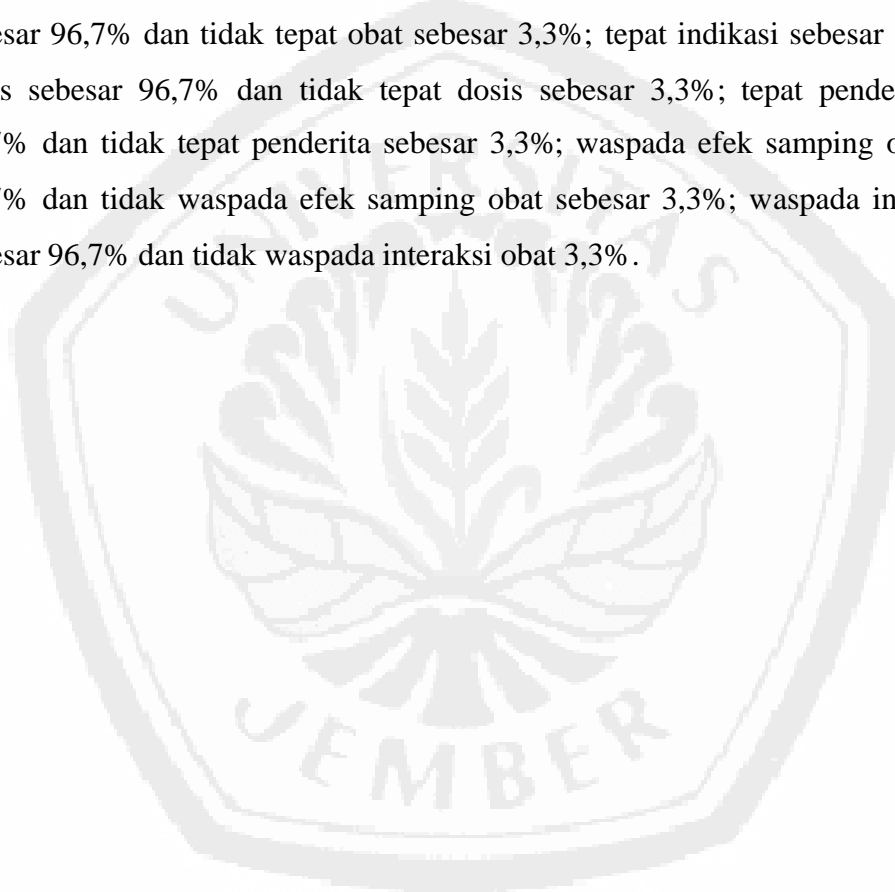 esar 96,7% dan tidak tepat obat sebesar 3,3%; tepat indikasi sebesar
s sebesar 96,7% dan tidak tepat dosis sebesar 3,3%; tepat pende
7% dan tidak tepat penderita sebesar 3,3%; waspada efek samping o
7% dan tidak waspada efek samping obat sebesar 3,3%; waspada in
esar 96,7% dan tidak waspada interaksi obat 3,3%.
UNIVERSITAS
JEMBER